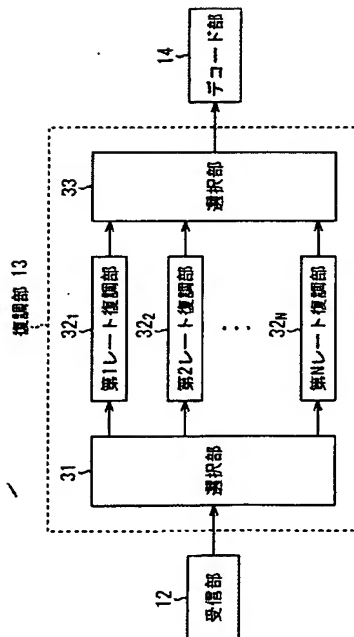 復調部 13
12
受信部
31
選択部
32₁
第1レート復調部
32₂
第2レート復調部
32N
第Nレート復調部
33
選択部
14
デコード部